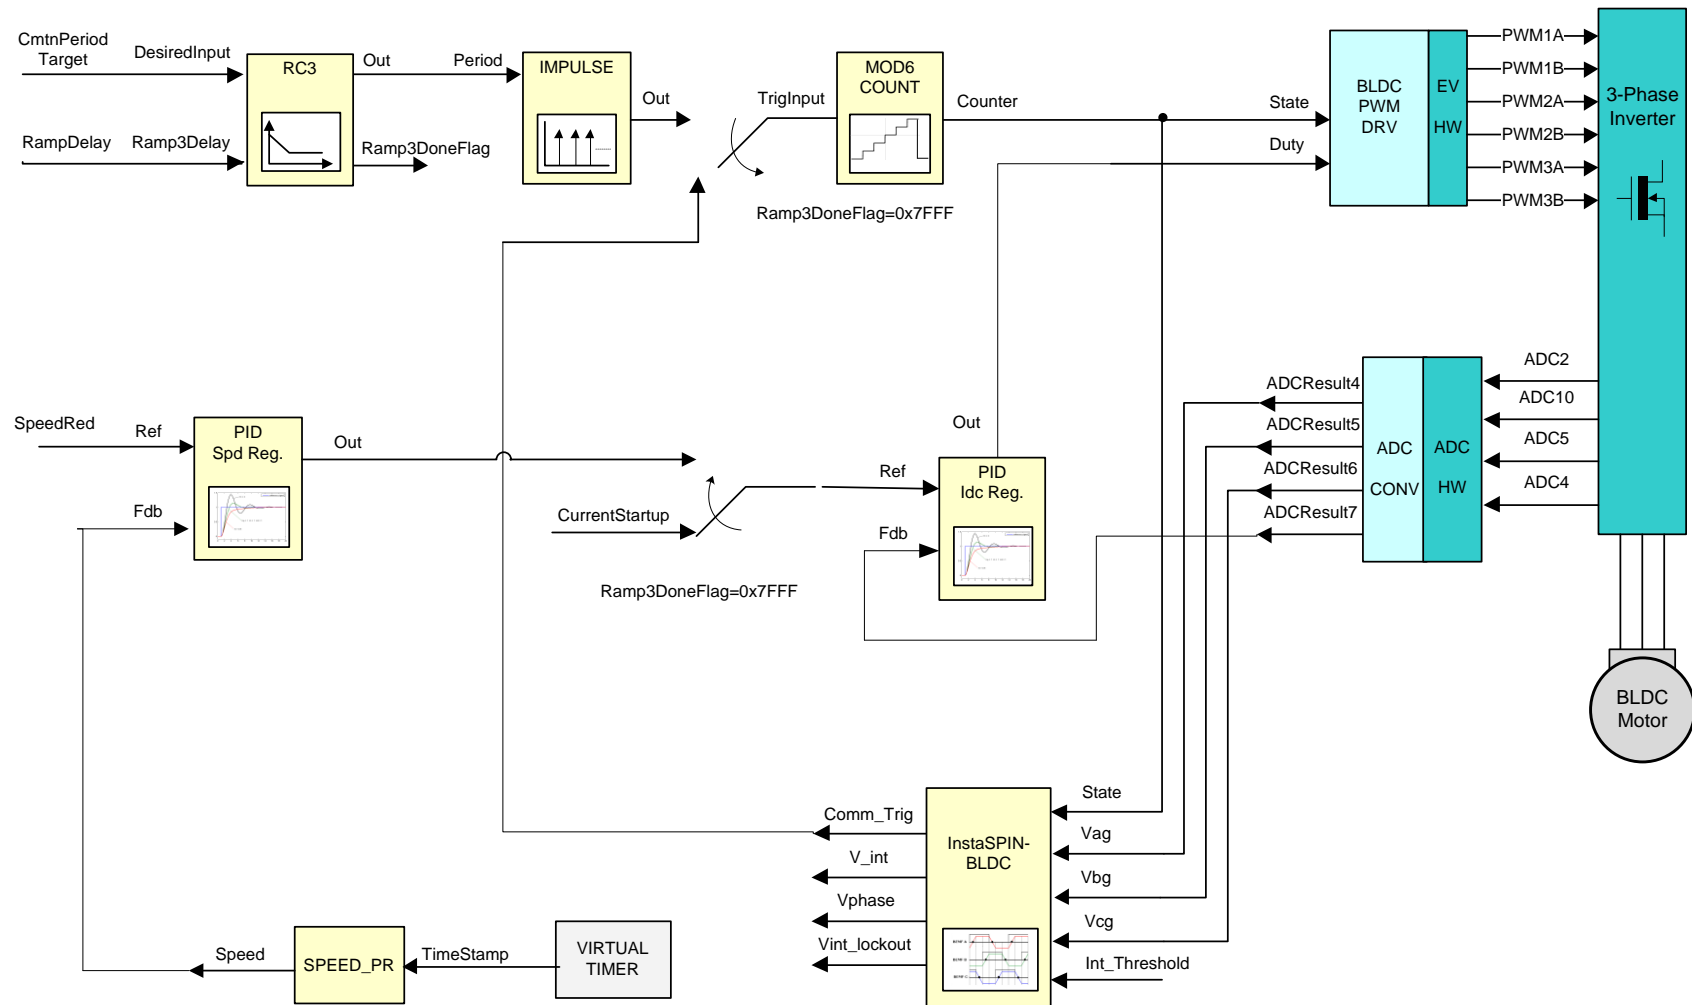 CmtnPeriod
Target
DesiredInput
RC3
Out
Period
IMPULSE
Out
TrigInput
MOD6
COUNT
Counter
State
BLDC
PWM
DRV
EV
HW
PWM1A
PWM1B
PWM2A
PWM2B
PWM3A
PWM3B
3-Phase
Inverter
RampDelay
Ramp3Delay
Ramp3DoneFlag
Duty
Ramp3DoneFlag=0x7FFF
SpeedRed
Ref
PID
Spd Reg.
Out
Fdb
CurrentStartup
Ramp3DoneFlag=0x7FFF
Out
Ref
PID
Idc Reg.
Fdb
ADCResult4
ADCResult5
ADCResult6
ADCResult7
ADC
CONV
ADC
HW
ADC2
ADC10
ADC5
ADC4
BLDC
Motor
Comm_Trig
V_int
Vphase
Vint_lockout
InstaSPIN-
BLDC
State
Vag
Vbg
Vcg
Int_Threshold
Speed
SPEED_PR
TimeStamp
VIRTUAL
TIMER